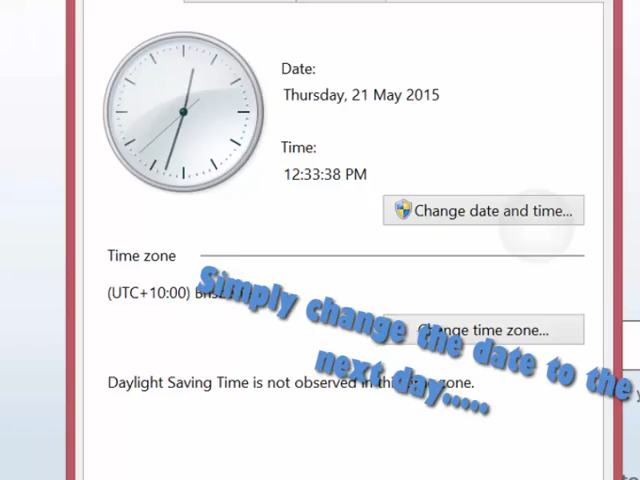 Date:
Thursday, 21 May 2015
Time:
12:33:38 PM
Change date and time...
Time zone
(UTC+10:00)
Simply change the date to the
next day.....
Change time zone...
Daylight Saving Time is not observed in this time zone.